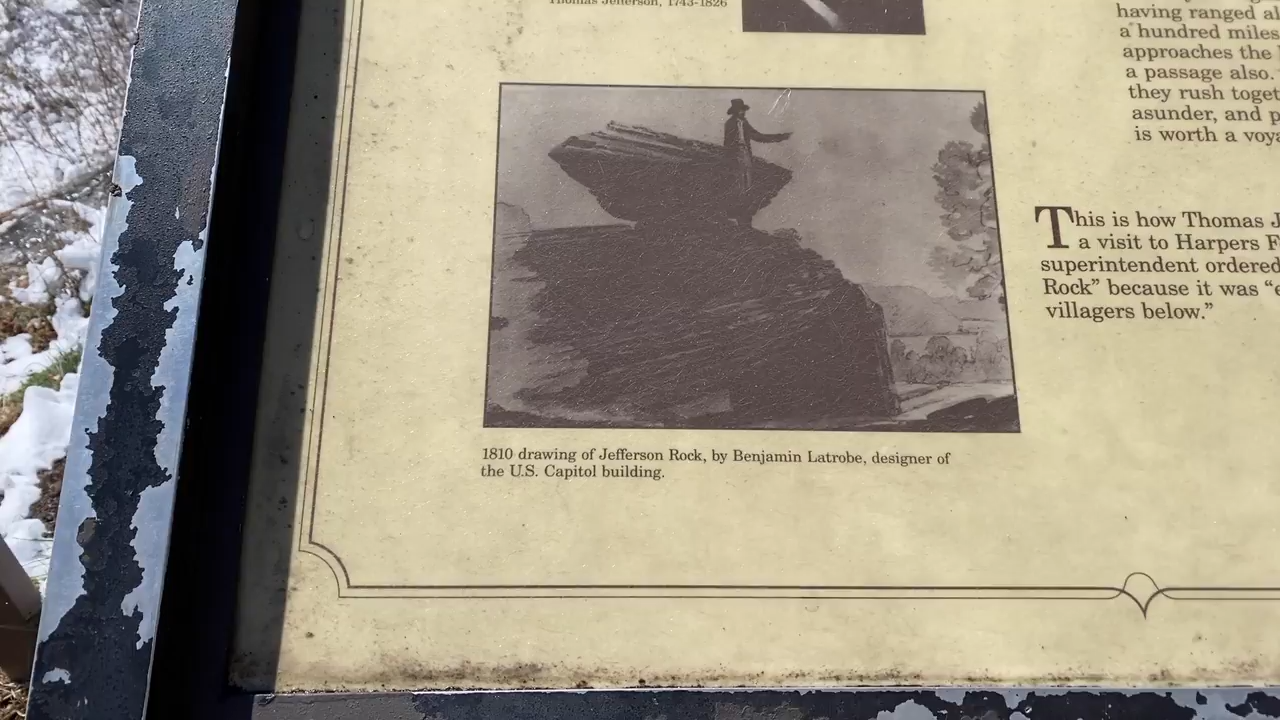 Thomas Jefferson, 1743-1826
having ranged al
a hundred miles
approaches the
a passage also.
they rush toget
asunder, and p
is worth a voya
This is how Thomas J
a visit to Harpers F
superintendent ordered
Rock” because it was “e
villagers below.”
1810 drawing of Jefferson Rock, by Benjamin Latrobe, designer of
the U.S. Capitol building.